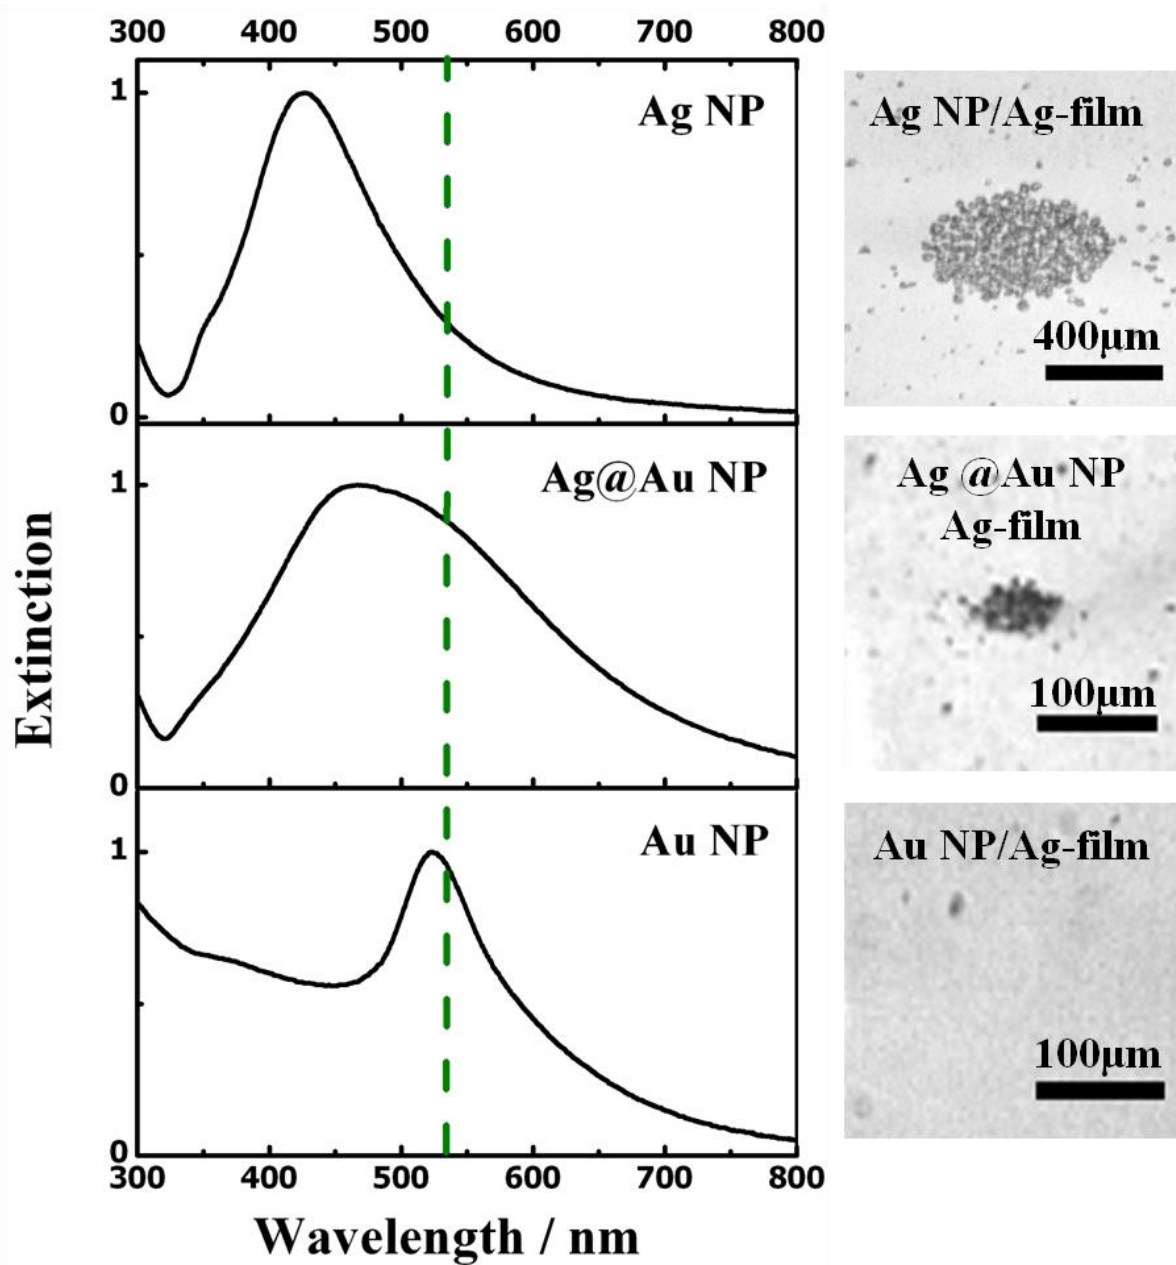 300 400 500 600 700 800
1
Ag NP
0
1
Ag@Au NP
0
1
Au NP
0
300 400 500 600 700 800
Extinction
Wavelength / nm
Ag NP/Ag-film
400μm
Ag @Au NP
Ag-film
100μm
Au NP/Ag-film
100μm